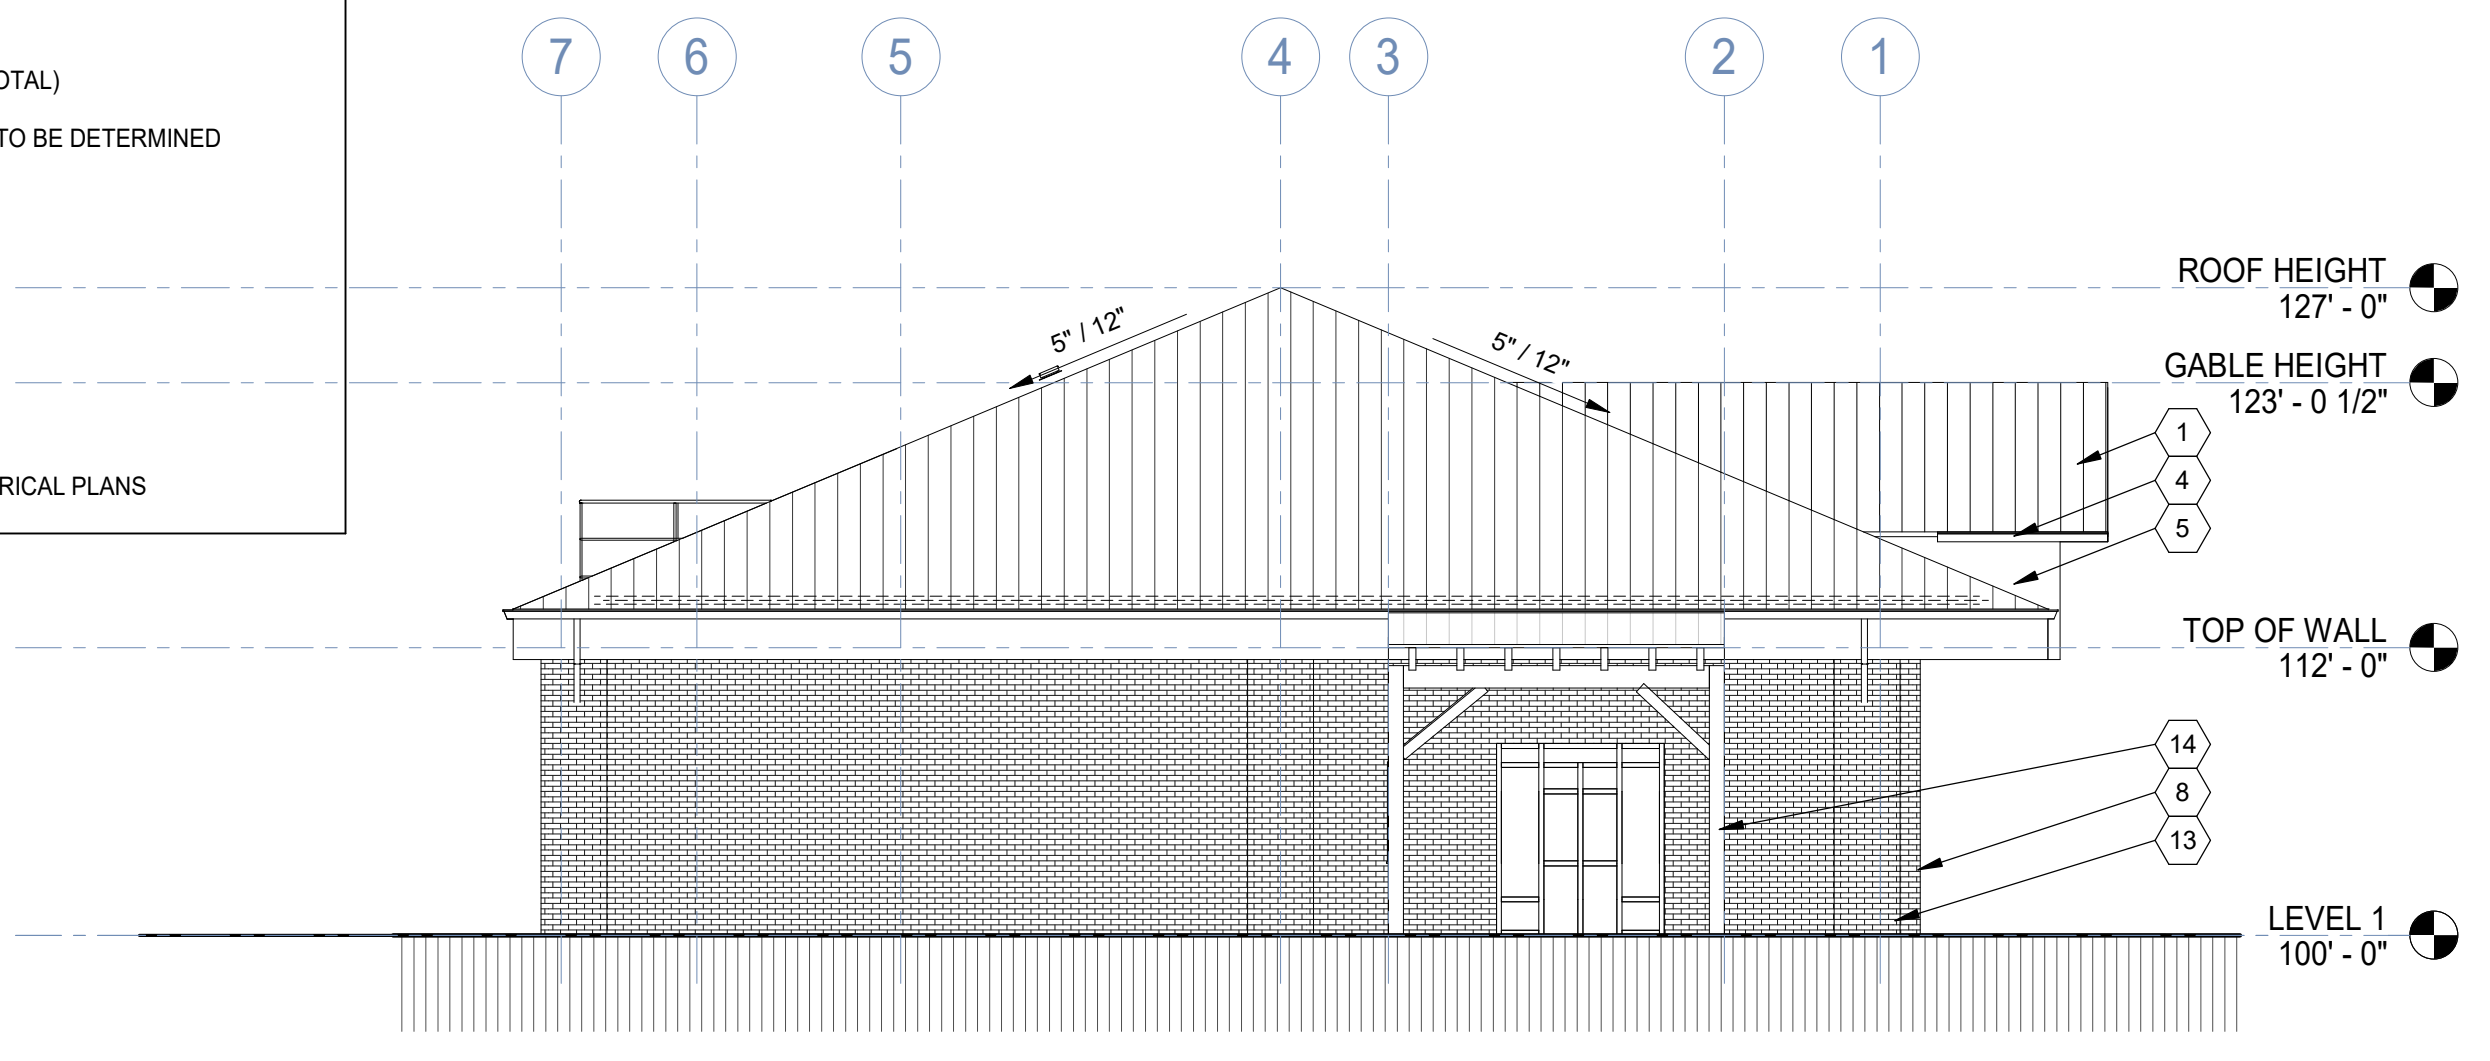 OTAL)
TO BE DETERMINED
RICAL PLANS
7 6 5 4 3 2 1
5" / 12"
5" / 12"
ROOF HEIGHT
127' - 0"
GABLE HEIGHT
123' - 0 1/2"
1
4
5
TOP OF WALL
112' - 0"
14
8
13
LEVEL 1
100' - 0"